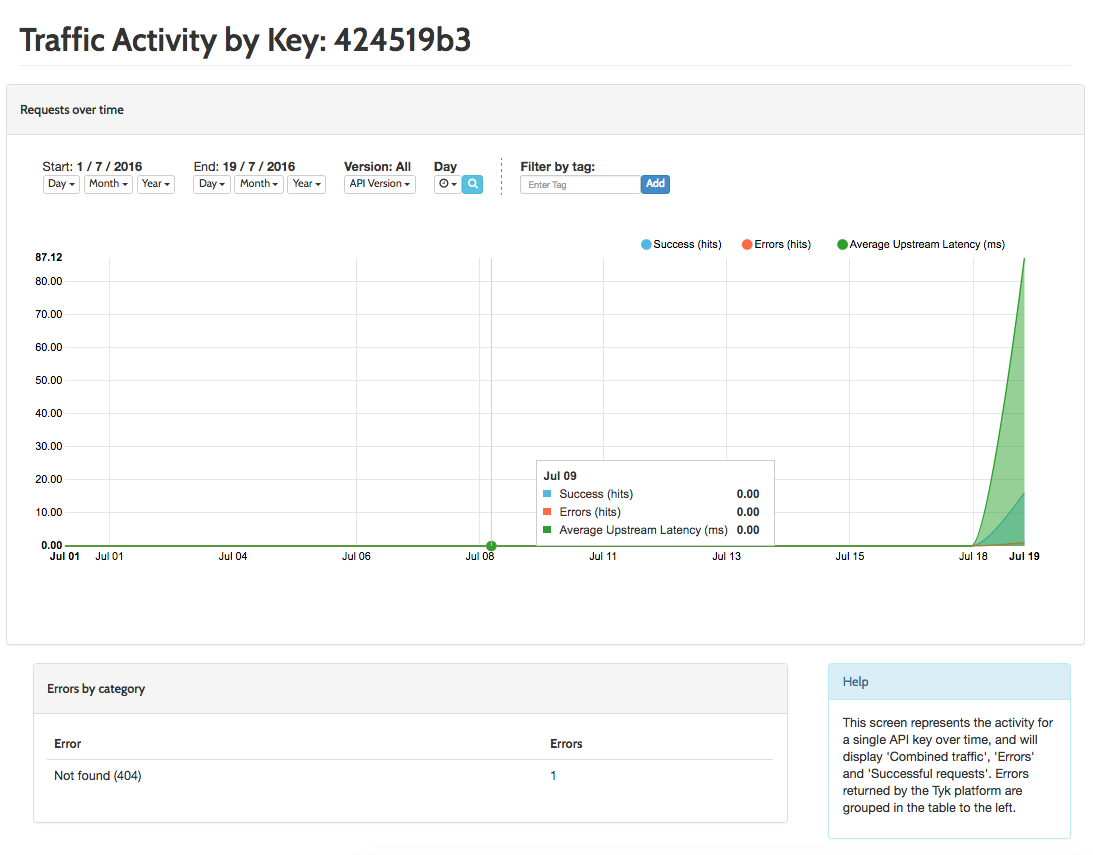 Traffic Activity by Key: 424519b3
Requests over time
Start: 1 / 7 / 2016 End: 19 / 7 / 2016 Version: All Day Filter by tag:
Day Month Year Day Month Year API Version Enter Tag Add
Success (hits) Errors (hits) Average Upstream Latency (ms)
87.12
80.00
70.00
60.00
50.00
40.00
30.00
20.00
10.00
0.00
Jul 09
Success (hits) 0.00
Errors (hits) 0.00
Average Upstream Latency (ms) 0.00
Jul 01 Jul 01 Jul 04 Jul 06 Jul 08 Jul 11 Jul 13 Jul 15 Jul 18 Jul 19
Errors by category
Error Errors
Not found (404) 1
Help
This screen represents the activity for
a single API key over time, and will
display 'Combined traffic', 'Errors'
and 'Successful requests'. Errors
returned by the Tyk platform are
grouped in the table to the left.